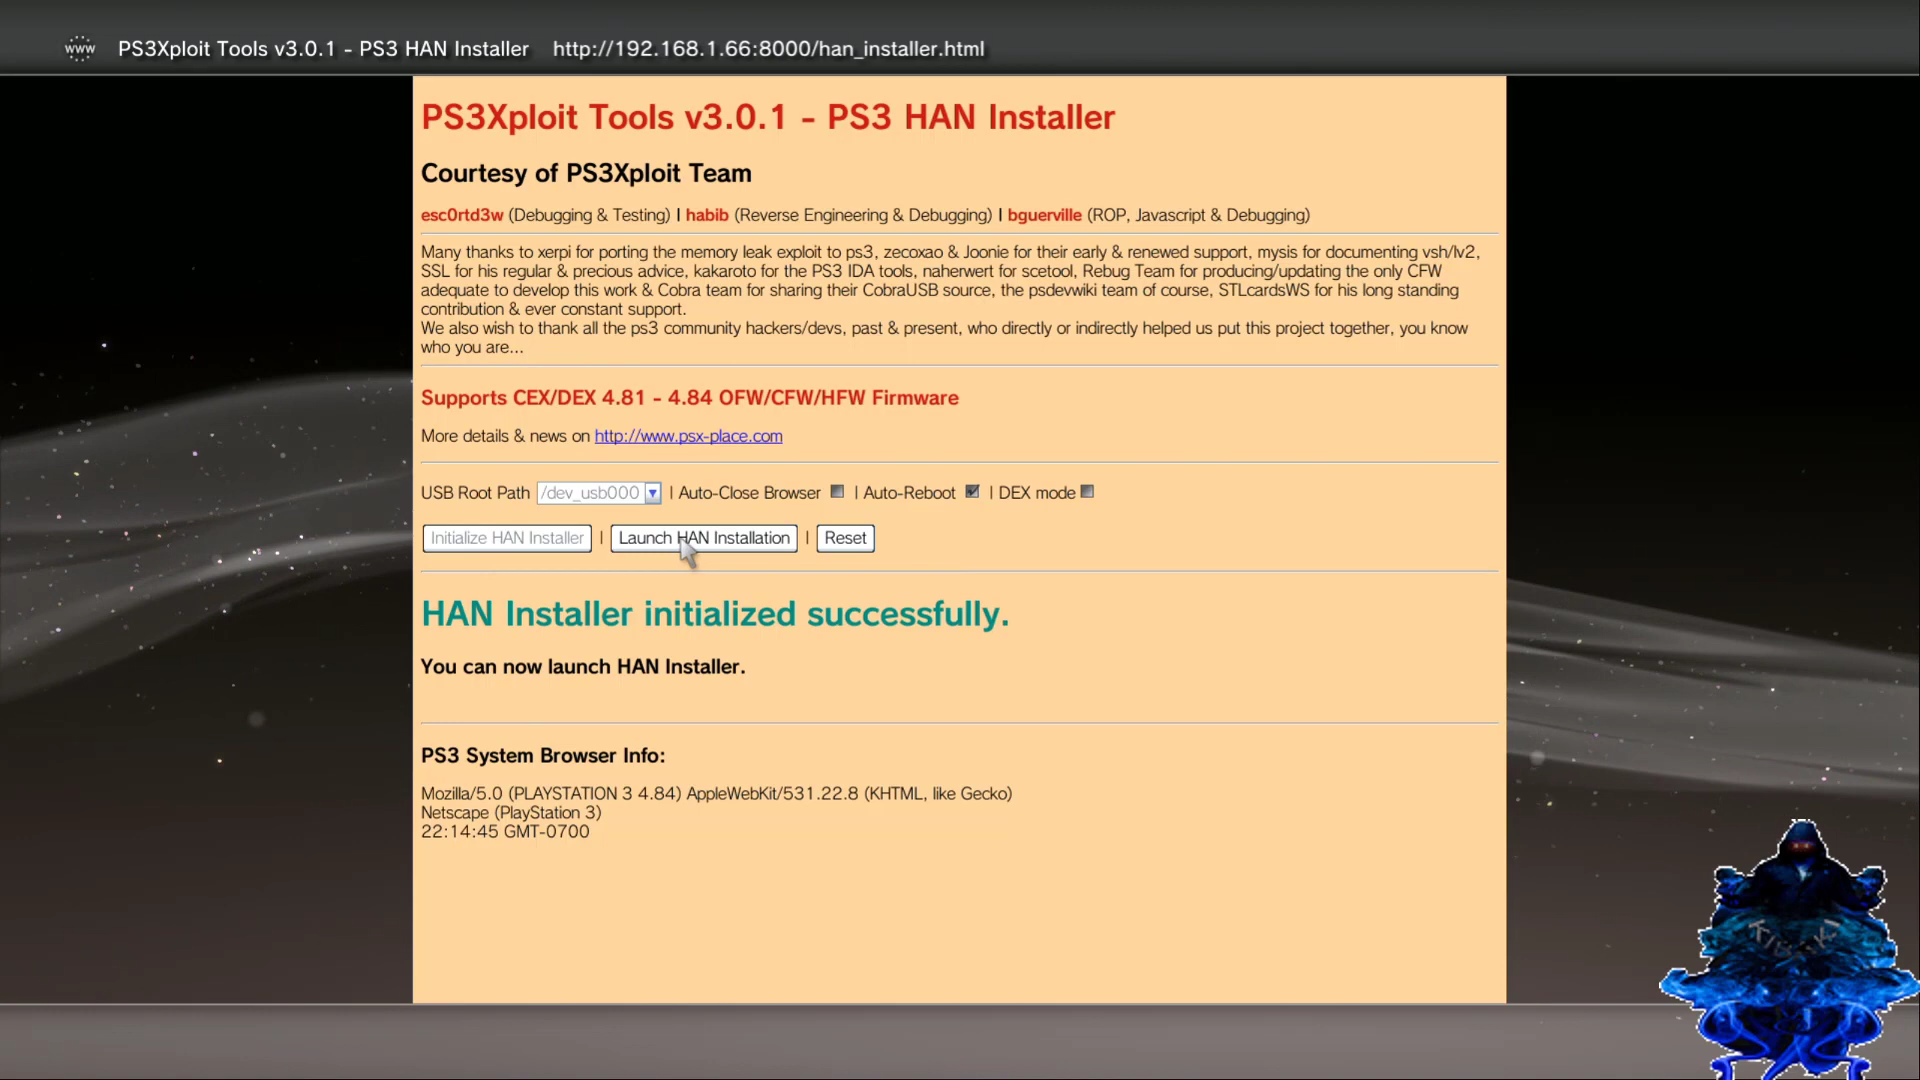 www PS3Xploit Tools v3.0.1 - PS3 HAN Installer http://192.168.1.66:8000/han_installer.html
PS3Xploit Tools v3.0.1 - PS3 HAN Installer
Courtesy of PS3Xploit Team
esc0rtd3w (Debugging & Testing) | habib (Reverse Engineering & Debugging) | bguerville (ROP, Javascript & Debugging)
Many thanks to xerpi for porting the memory leak exploit to ps3, zecoxao & Joonie for their early & renewed support, mysis for documenting vsh/lv2,
SSL for his regular & precious advice, kakaroto for the PS3 IDA tools, naherwert for scetool, Rebug Team for producing/updating the only CFW
adequate to develop this work & Cobra team for sharing their CobraUSB source, the psdevwiki team of course, STLcardsWS for his long standing
contribution & ever constant support.
We also wish to thank all the ps3 community hackers/devs, past & present, who directly or indirectly helped us put this project together, you know
who you are...
Supports CEX/DEX 4.81 - 4.84 OFW/CFW/HFW Firmware
More details & news on http://www.psx-place.com
USB Root Path /dev_usb000 | Auto-Close Browser | Auto-Reboot | DEX mode
Initialize HAN Installer | Launch HAN Installation | Reset
HAN Installer initialized successfully.
You can now launch HAN Installer.
PS3 System Browser Info:
Mozilla/5.0 (PLAYSTATION 3 4.84) AppleWebKit/531.22.8 (KHTML, like Gecko)
Netscape (PlayStation 3)
22:14:45 GMT-0700